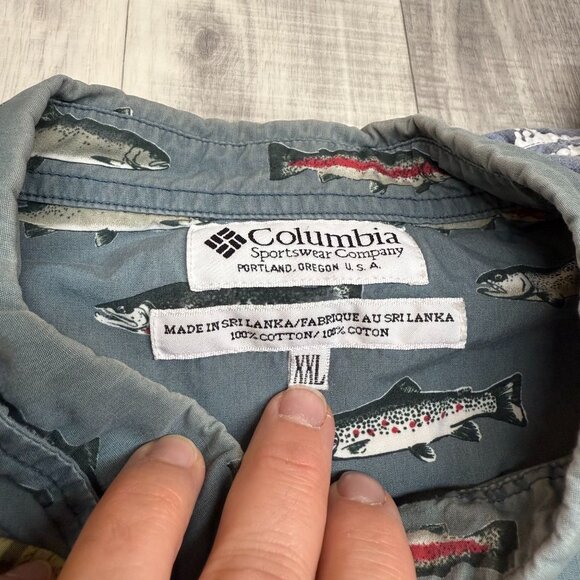 Columbia
Sportswear Company
PORTLAND, OREGON U.S.A.
MADE IN SRI LANKA/FABRIQUE AU SRI LANKA
100% COTTON/100% COTON
XXL